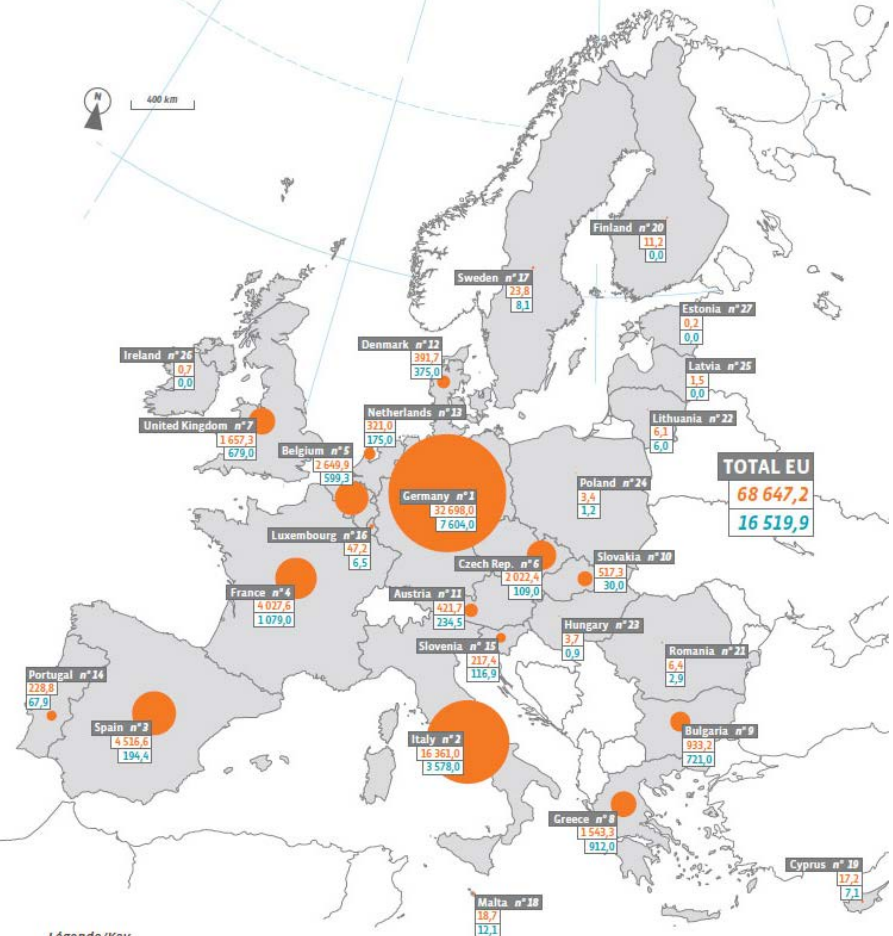 N
400 km
Finland n°20
11,2
0,0
Sweden n°17
23,8
8,1
Estonia n°27
0,2
0,0
Denmark n°12
391,7
375,0
Ireland n°26
0,7
0,0
Latvia n°25
1,5
0,0
Netherlands n°13
321,0
175,0
Lithuania n°22
6,1
6,0
United Kingdom n°7
1 657,3
679,0
Belgium n°5
2 649,9
599,3
TOTAL EU
68 647,2
16 519,9
Germany n°1
32 698,0
7 604,0
Poland n°24
3,4
1,2
Luxembourg n°16
47,2
6,5
Czech Rep. n°6
2 022,4
109,0
Slovakia n°10
517,3
30,0
France n°4
4 027,6
1 079,0
Austria n°11
421,7
234,5
Hungary n°23
3,7
0,9
Slovenia n°15
217,4
116,9
Romania n°21
6,4
2,9
Portugal n°14
228,8
67,9
Spain n°3
4 516,6
194,4
Italy n°2
16 361,0
3 578,0
Bulgaria n°9
933,2
721,0
Greece n°8
1 543,3
912,0
Cyprus n°19
17,2
7,1
Malta n°18
18,7
12,1
Légende/Key